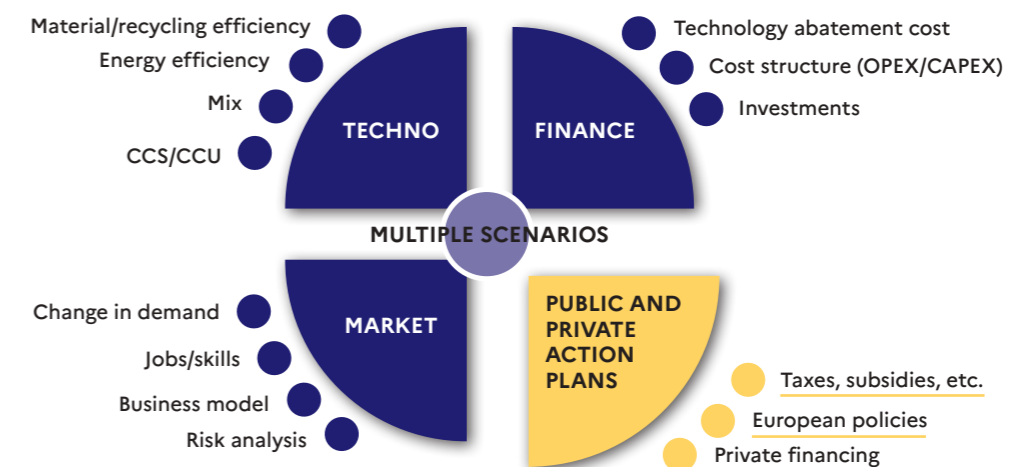 Material/recycling efficiency
Energy efficiency
Mix
CCS/CCU
TECHNO
Technology abatement cost
Cost structure (OPEX/CAPEX)
Investments
FINANCE
MULTIPLE SCENARIOS
Change in demand
Jobs/skills
Business model
Risk analysis
MARKET
PUBLIC AND
PRIVATE
ACTION
PLANS
Taxes, subsidies, etc.
European policies
Private financing